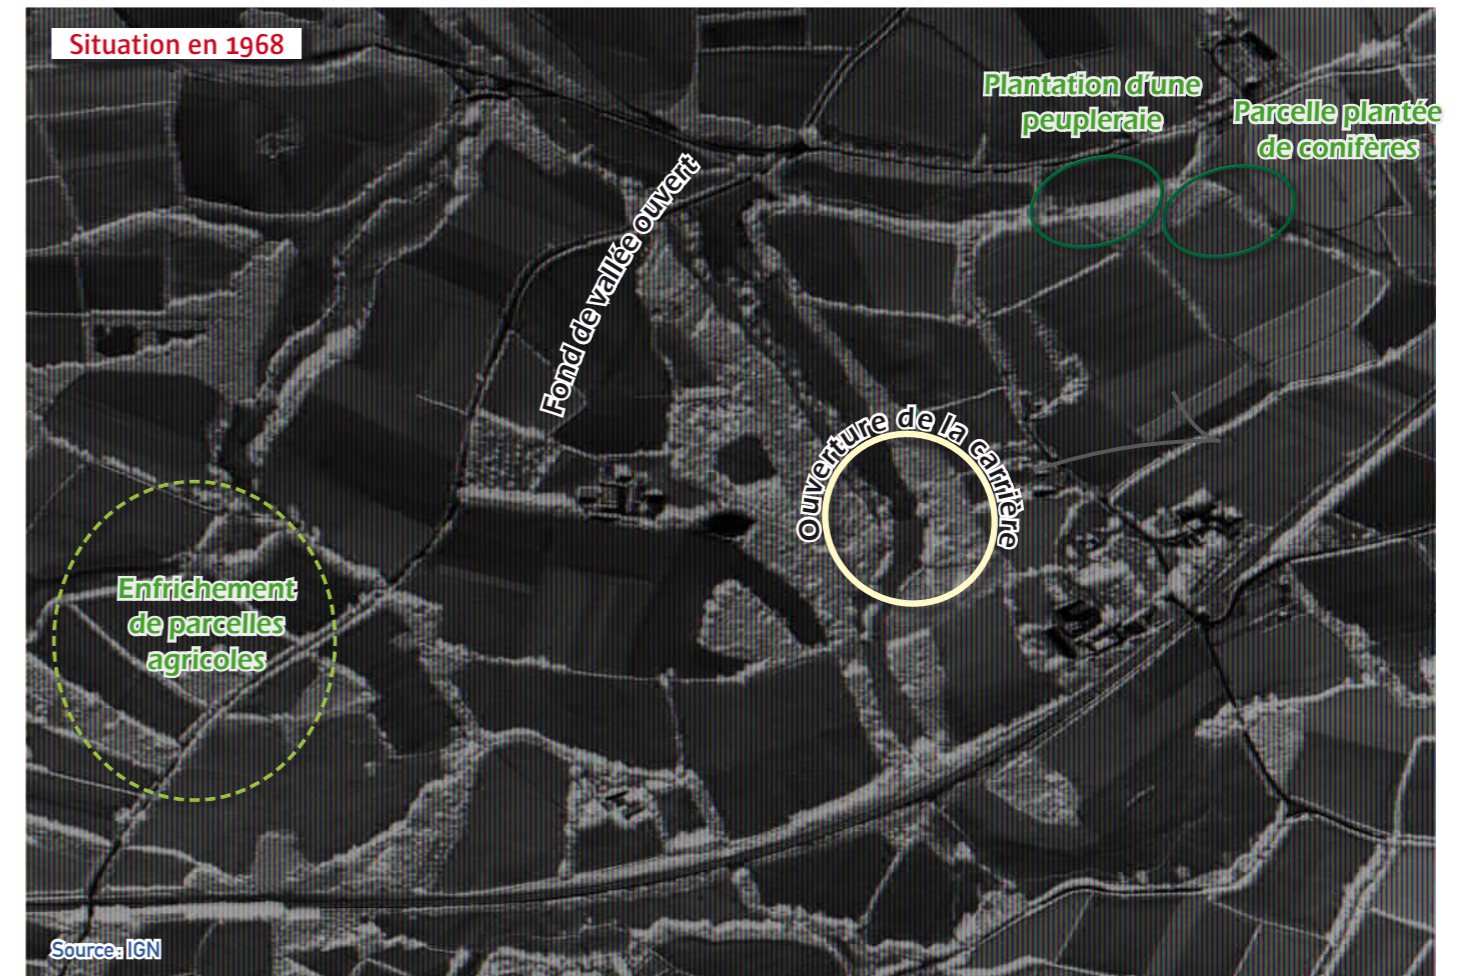 Situation en 1968
Plantation d'une
peupleraie
Parcelle plantée
de conifères
Fond de vallée ouvert
Ouverture de la carrière
Enfrichement
de parcelles
agricoles
Source : IGN